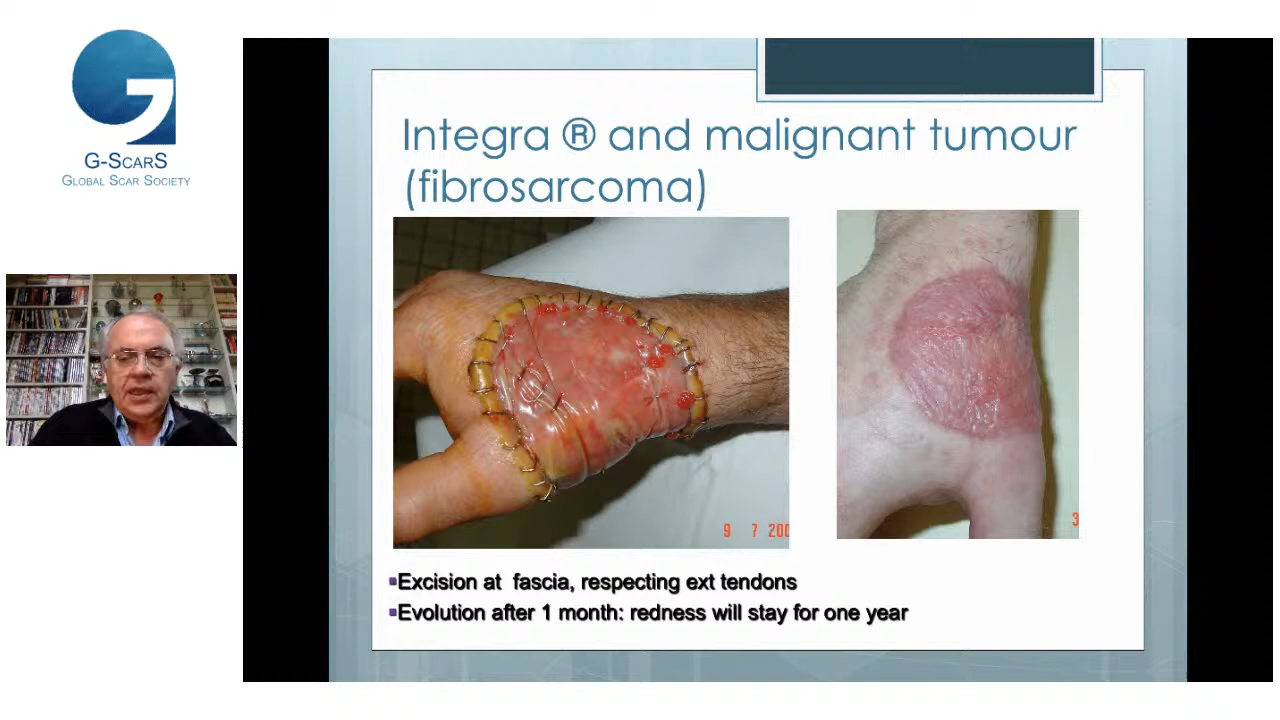 G-SCARS
GLOBAL SCAR SOCIETY
Integra ® and malignant tumour
(fibrosarcoma)
9 7 200
3
▪Excision at fascia, respecting ext tendons
▪Evolution after 1 month: redness will stay for one year